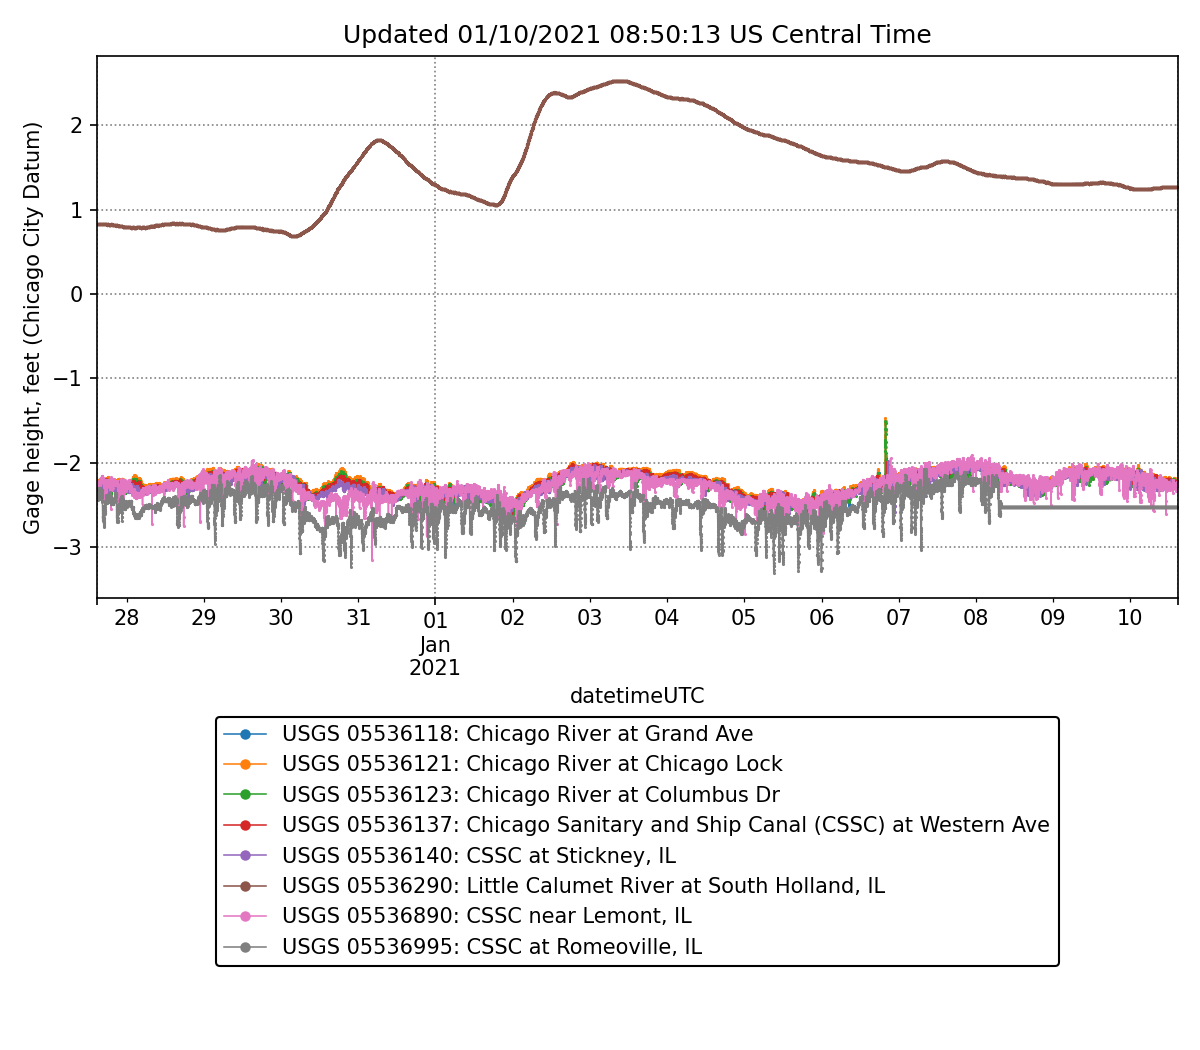 Updated 01/10/2021 08:50:13 US Central Time
Gage height, feet (Chicago City Datum)
2
1
0
−1
−2
−3
28 29 30 31 01 02 03 04 05 06 07 08 09 10
Jan
2021
datetimeUTC
USGS 05536118: Chicago River at Grand Ave
USGS 05536121: Chicago River at Chicago Lock
USGS 05536123: Chicago River at Columbus Dr
USGS 05536137: Chicago Sanitary and Ship Canal (CSSC) at Western Ave
USGS 05536140: CSSC at Stickney, IL
USGS 05536290: Little Calumet River at South Holland, IL
USGS 05536890: CSSC near Lemont, IL
USGS 05536995: CSSC at Romeoville, IL